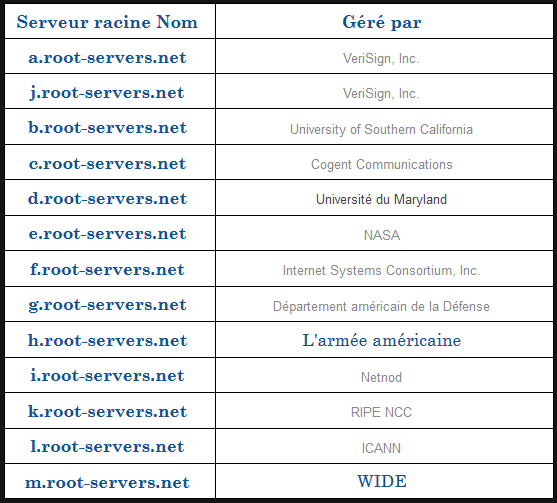 Serveur racine Nom Géré par
a.root-servers.net VeriSign, Inc.
j.root-servers.net VeriSign, Inc.
b.root-servers.net University of Southern California
c.root-servers.net Cogent Communications
d.root-servers.net Université du Maryland
e.root-servers.net NASA
f.root-servers.net Internet Systems Consortium, Inc.
g.root-servers.net Département américain de la Défense
h.root-servers.net L'armée américaine
i.root-servers.net Netnod
k.root-servers.net RIPE NCC
l.root-servers.net ICANN
m.root-servers.net WIDE